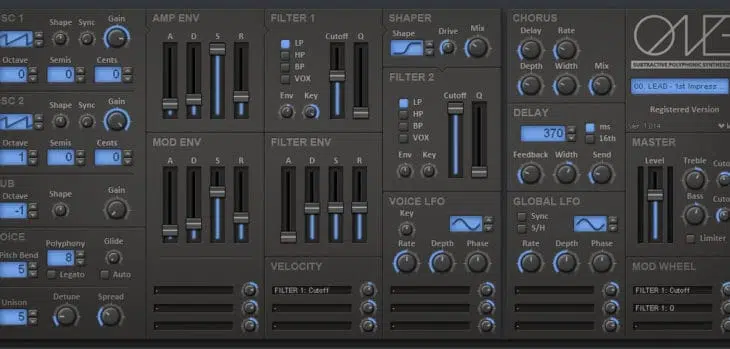 SC 1
Shape Sync Gain
Octave Semis Cents
0 0 0
SC 2
Shape Sync Gain
Octave Semis Cents
1 0 0
UB
Octave Shape Gain
-1
OICE
Pitch Bend Polyphony Glide
5 8
Legato Auto
Unison Detune Spread
5
AMP ENV
A D S R
MOD ENV
A D S R
FILTER 1
LP
HP
BP
VOX
Cutoff Q
Env Key
FILTER ENV
A D S R
VELOCITY
FILTER 1: Cutoff
SHAPER
Shape Drive Mix
FILTER 2
LP
HP
BP
VOX
Cutoff Q
Env Key
VOICE LFO
Key
Rate Depth Phase
CHORUS
Delay Rate
Depth Width Mix
DELAY
370
ms
16th
Feedback Width Send
GLOBAL LFO
Sync
S/H
Rate Depth Phase
ONE
SUBTRACTIVE POLYPHONIC SYNTHESIZ
00. LEAD - 1st Impress ...
Registered Version
MASTER
Level Treble Cuto
Bass Cuto
Limiter
MOD WHEEL
FILTER 1: Cutoff
FILTER 1: Q